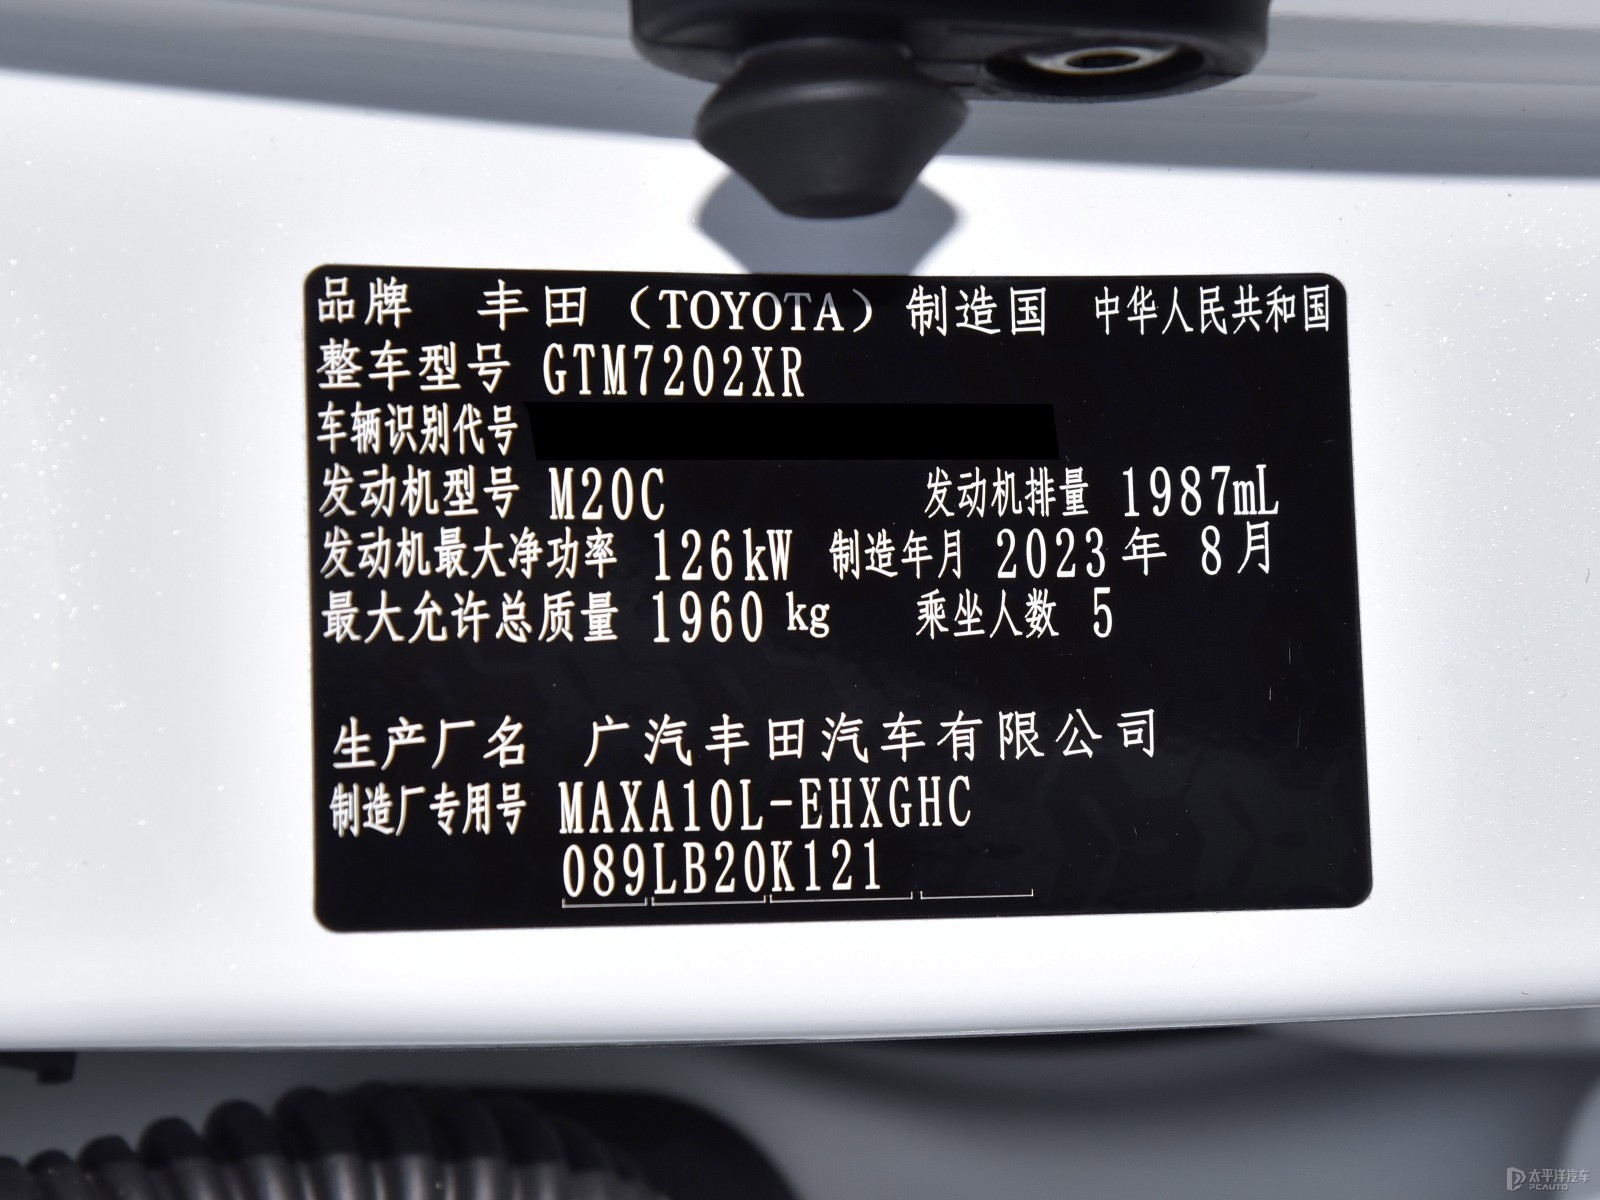 品牌 丰田（TOYOTA）制造国 中华人民共和国
整车型号 GTM7202XR
车辆识别代号
发动机型号 M20C 发动机排量 1987mL
发动机最大净功率 126kW 制造年月 2023年 8月
最大允许总质量 1960 kg 乘坐人数 5
生产厂名 广汽丰田汽车有限公司
制造厂专用号 MAXA10L-EHXGHC
089LB20K121
太平洋汽车
PCAUTO